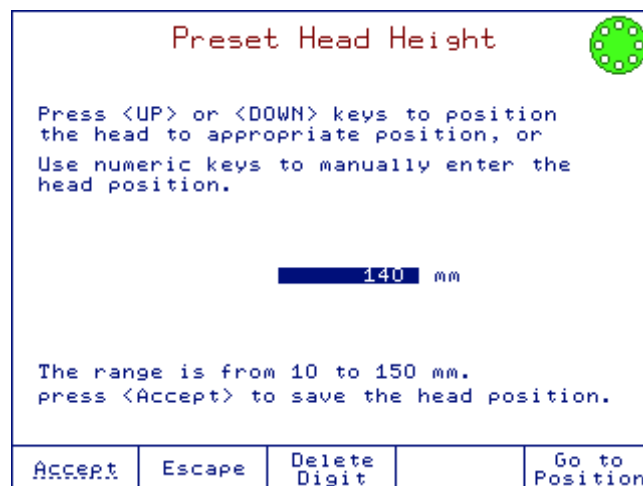 Preset Head Height
Press <UP> or <DOWN> keys to position
the head to appropriate position, or
Use numeric keys to manually enter the
head position.
140 mm
The range is from 10 to 150 mm.
press <Accept> to save the head position.
Accept
Escape
Delete
Digit
Go to
Position